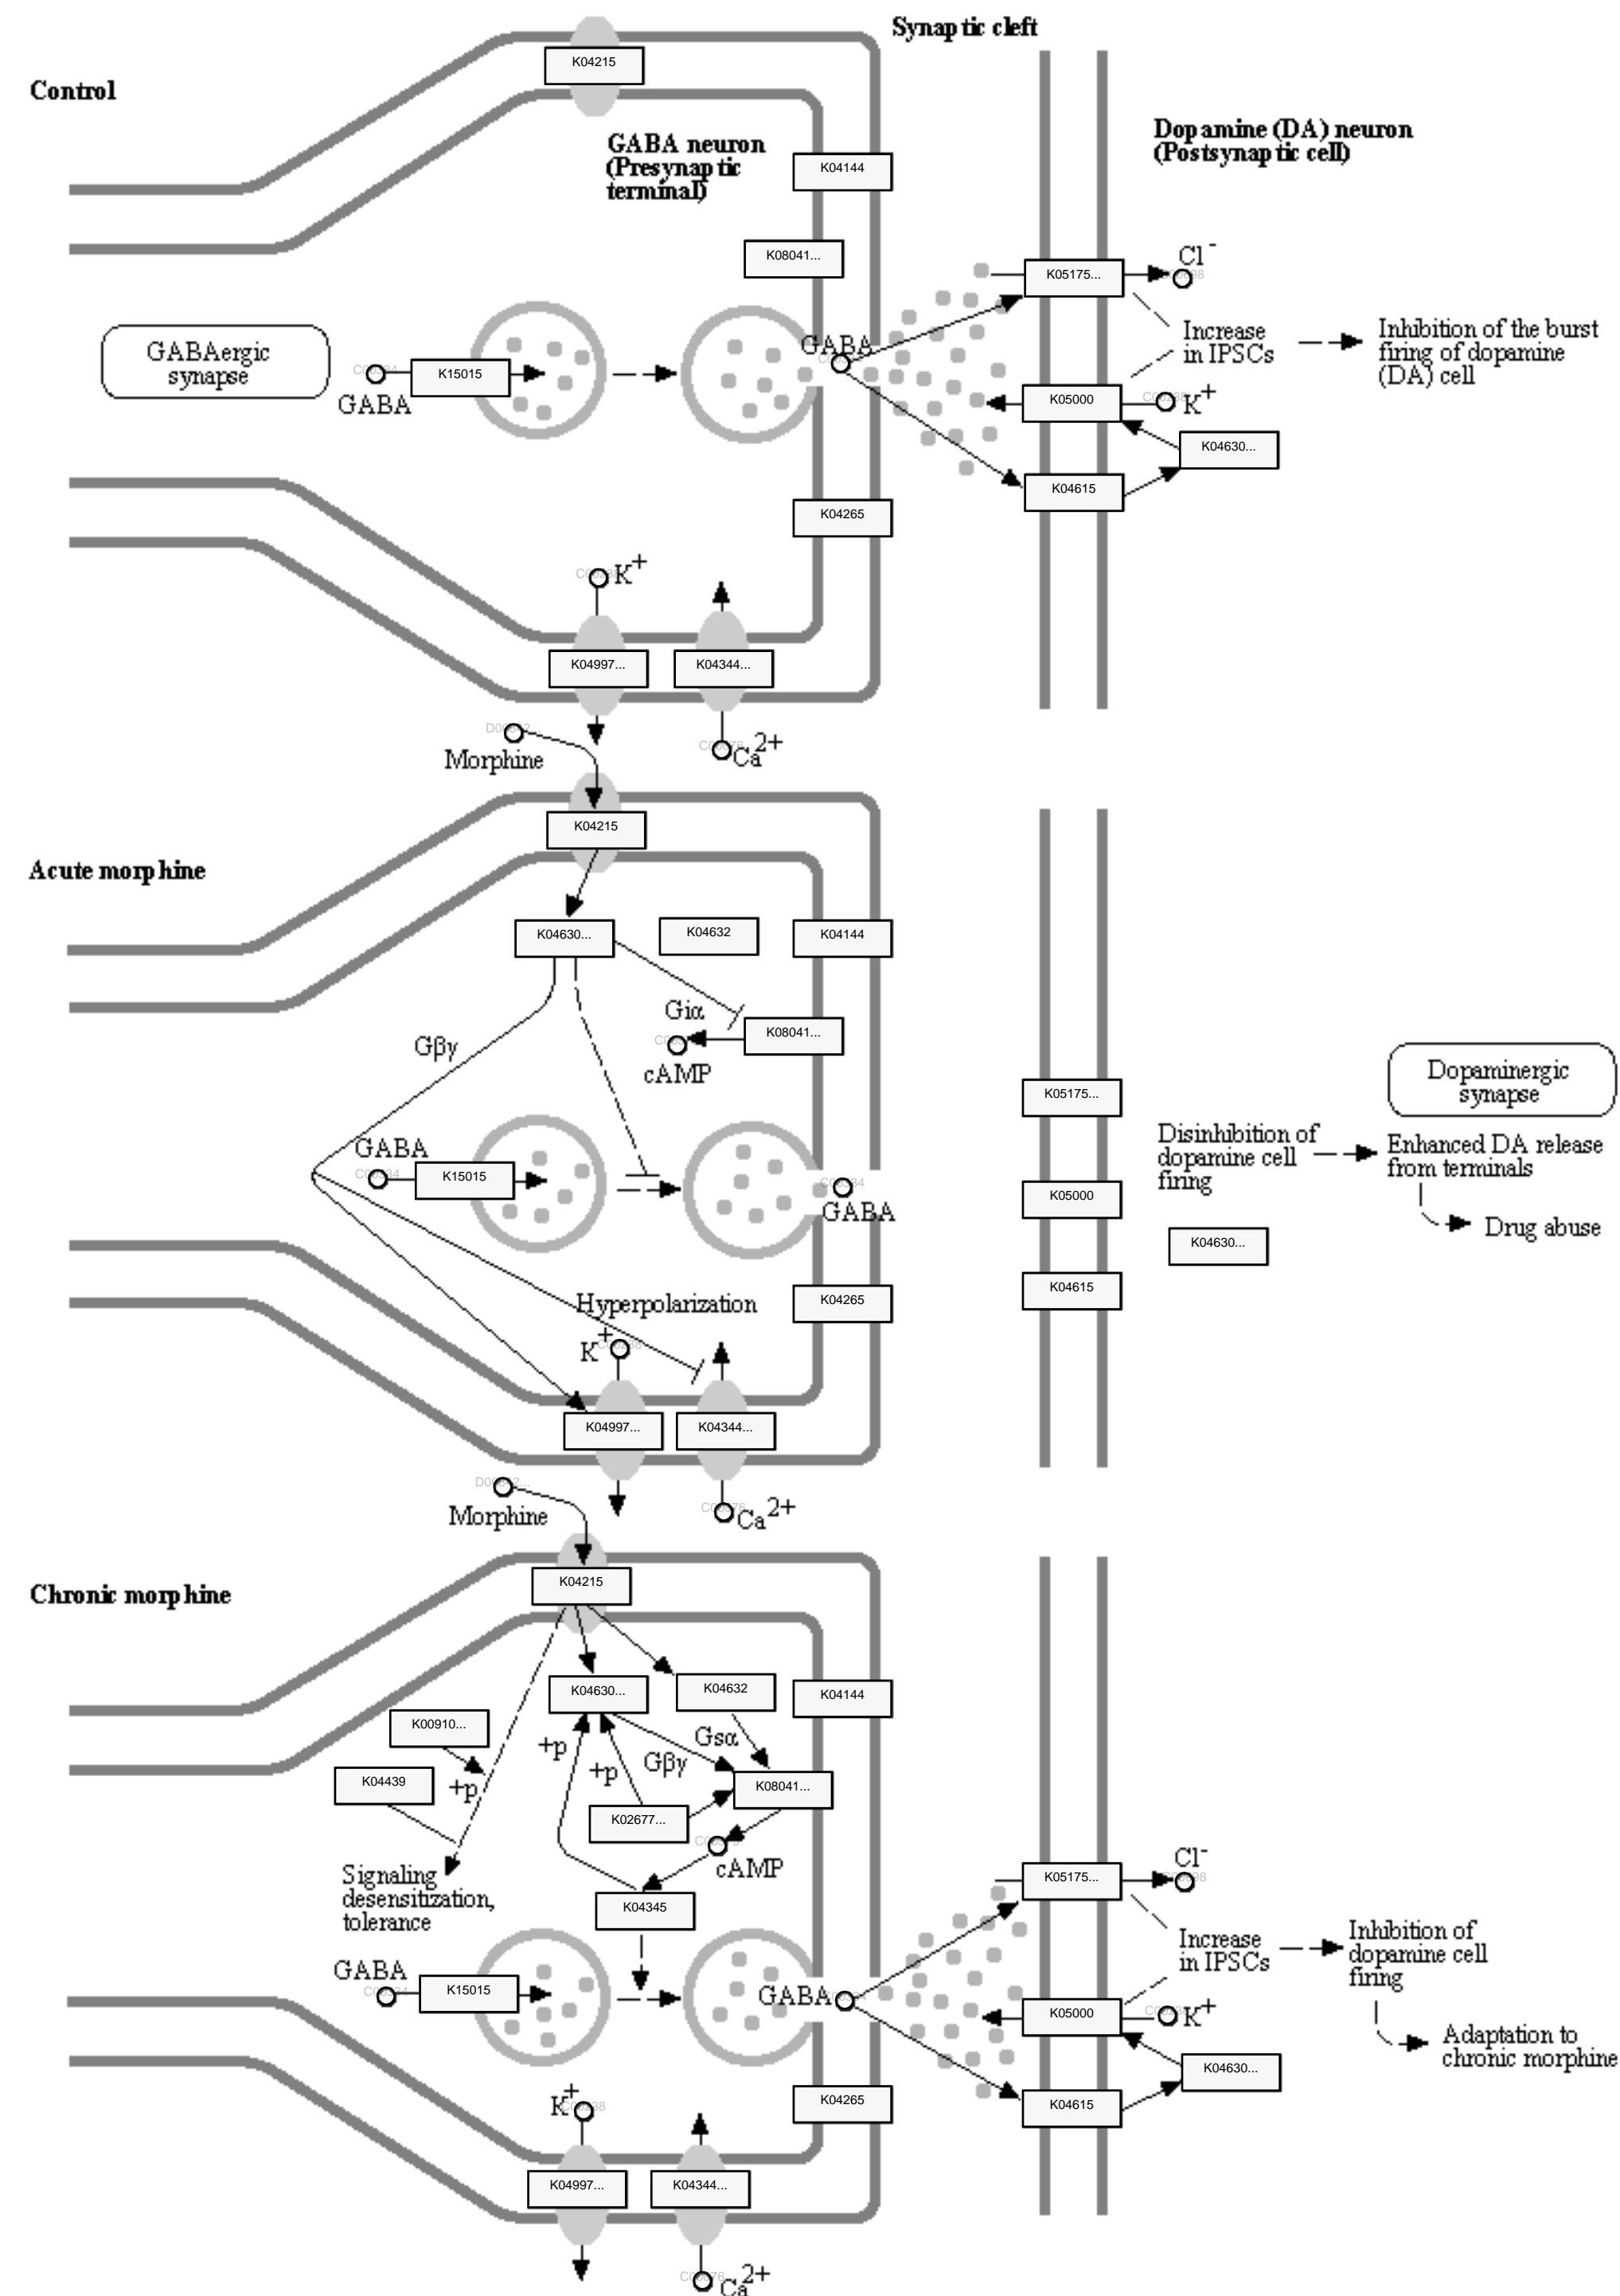 Synaptic cleft
K04215
Control
Dopamine (DA) neuron
(Postsynaptic cell)
GABA neuron
(Presynaptic
terminal)
K04144
K08041...
K05175...
Cl-
Increase
in IPSCs
Inhibition of the burst
firing of dopamine
(DA) cell
GABAergic
synapse
GABA
K15015
GABA
K05000
K+
K04630...
K04615
K04265
K+
K04997...
K04344...
Morphine
Ca2+
K04215
Acute morphine
K04630...
K04632
K04144
Giα
K08041...
Gβγ
cAMP
Dopaminergic
synapse
K05175...
Disinhibition of
dopamine cell
firing
Enhanced DA release
from terminals
Drug abuse
GABA
K15015
GABA
K05000
K04630...
K04615
Hyperpolarization
K04265
K+
K04997...
K04344...
Morphine
Ca2+
K04215
Chronic morphine
K04630...
K04632
K04144
K00910...
Gsα
+p
+p
Gβγ
K04439
+p
K08041...
K02677...
cAMP
Signaling
desensitization,
tolerance
K04345
K05175...
Cl-
Increase
in IPSCs
Inhibition of
dopamine cell
firing
Adaptation to
chronic morphine
GABA
K15015
GABA
K05000
K+
K04630...
K04615
K04265
K+
K04997...
K04344...
Ca2+